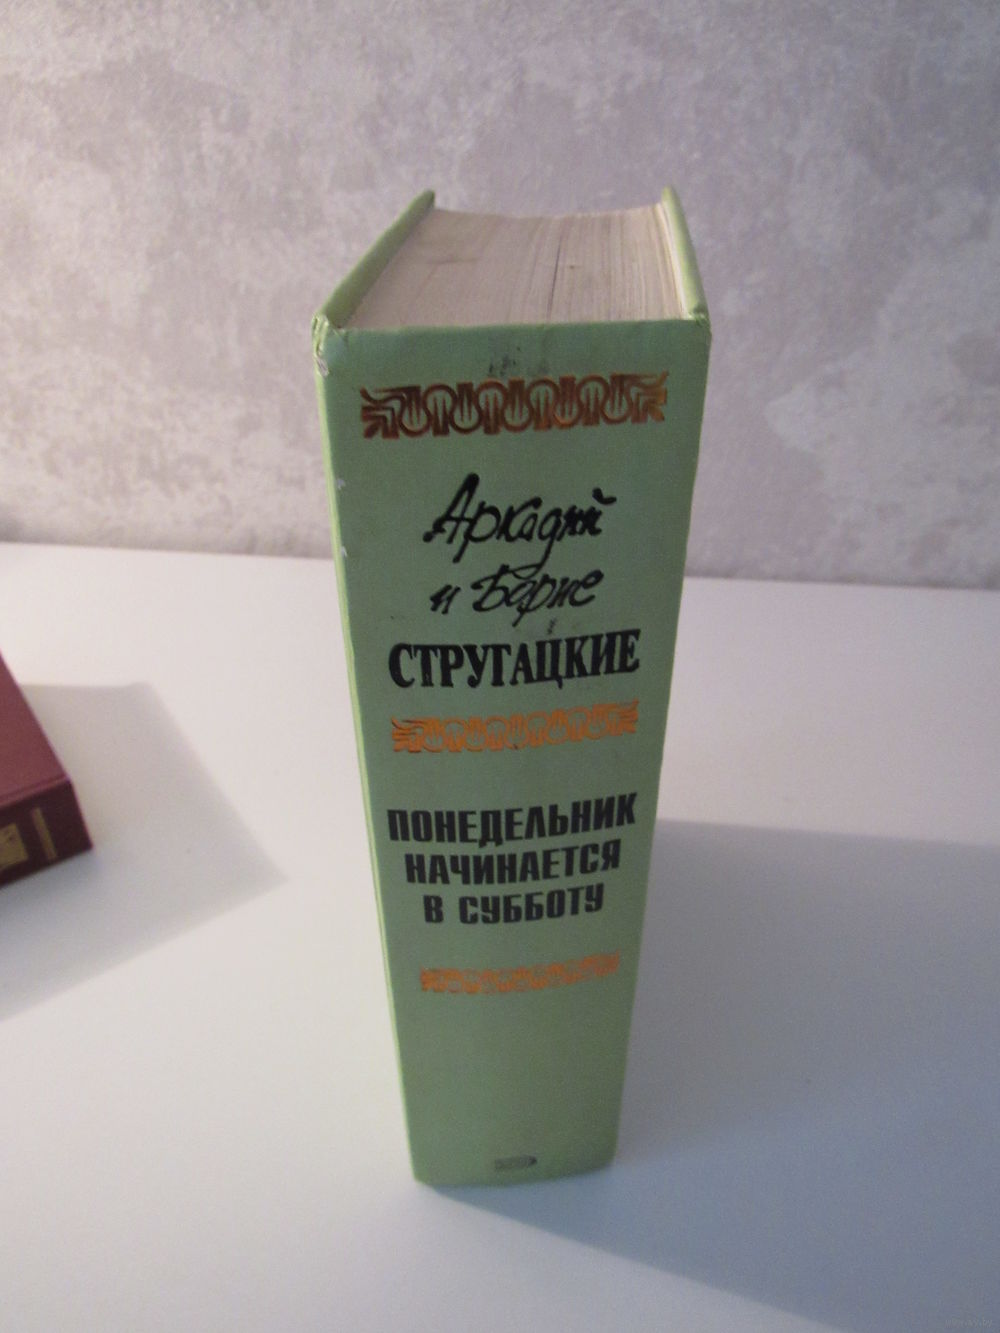 Аркадий
и Борис
СТРУГАЦКИЕ
ПОНЕДЕЛЬНИК
НАЧИНАЕТСЯ
В СУББОТУ